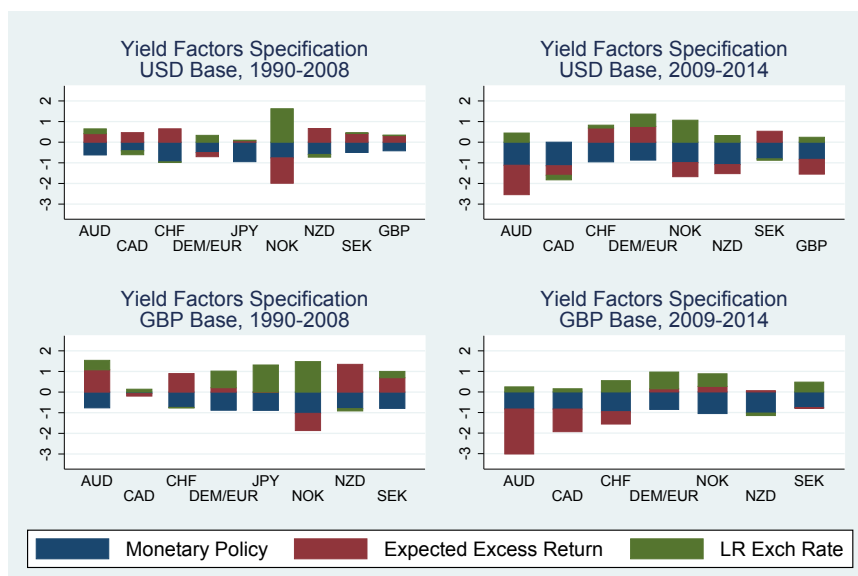 Yield Factors Specification
USD Base, 1990-2008
2
1
0
-1
-2
-3
AUD CHF JPY NZD GBP
CAD DEM/EUR NOK SEK
Yield Factors Specification
USD Base, 2009-2014
2
1
0
-1
-2
-3
AUD CHF NOK SEK
CAD DEM/EUR NZD GBP
Yield Factors Specification
GBP Base, 1990-2008
2
1
0
-1
-2
-3
AUD CHF JPY NZD
CAD DEM/EUR NOK SEK
Yield Factors Specification
GBP Base, 2009-2014
2
1
0
-1
-2
-3
AUD CHF NOK SEK
CAD DEM/EUR NZD
Monetary Policy Expected Excess Return LR Exch Rate